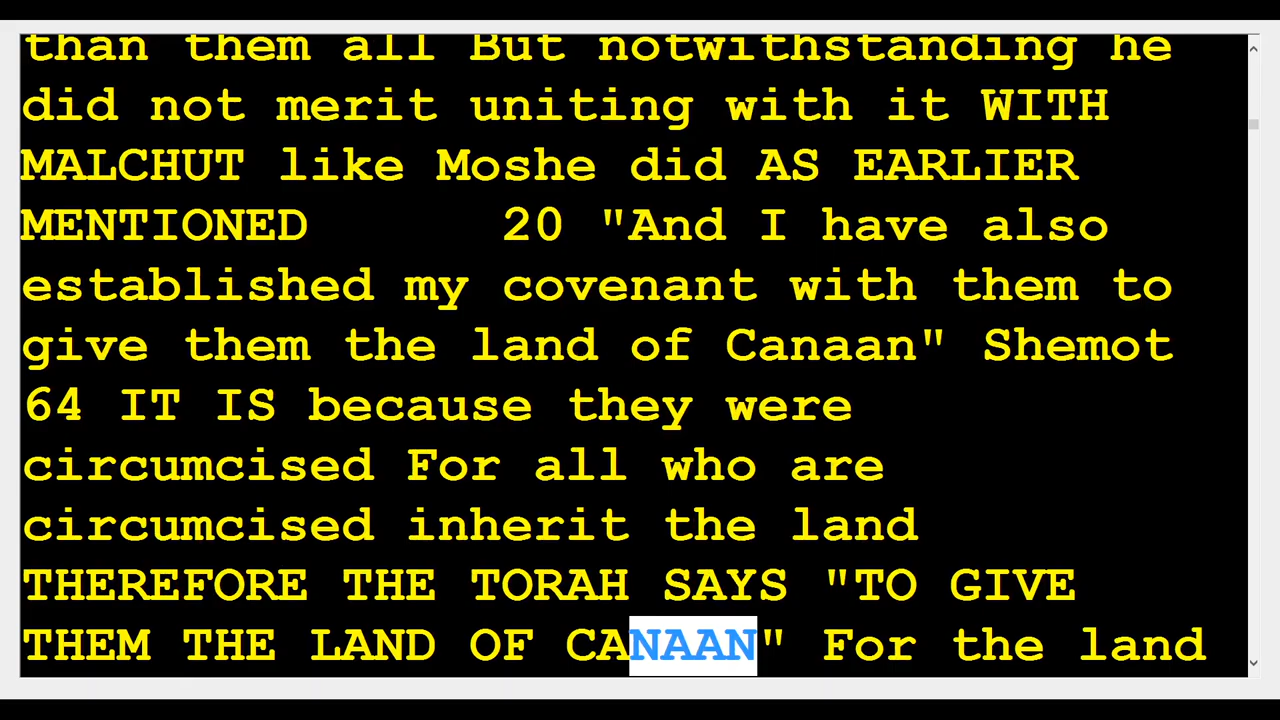 than them all But notwithstanding he
did not merit uniting with it WITH
MALCHUT like Moshe did AS EARLIER
MENTIONED      20 "And I have also
established my covenant with them to
give them the land of Canaan" Shemot
64 IT IS because they were
circumcised For all who are
circumcised inherit the land
THEREFORE THE TORAH SAYS "TO GIVE
THEM THE LAND OF CANAAN" For the land